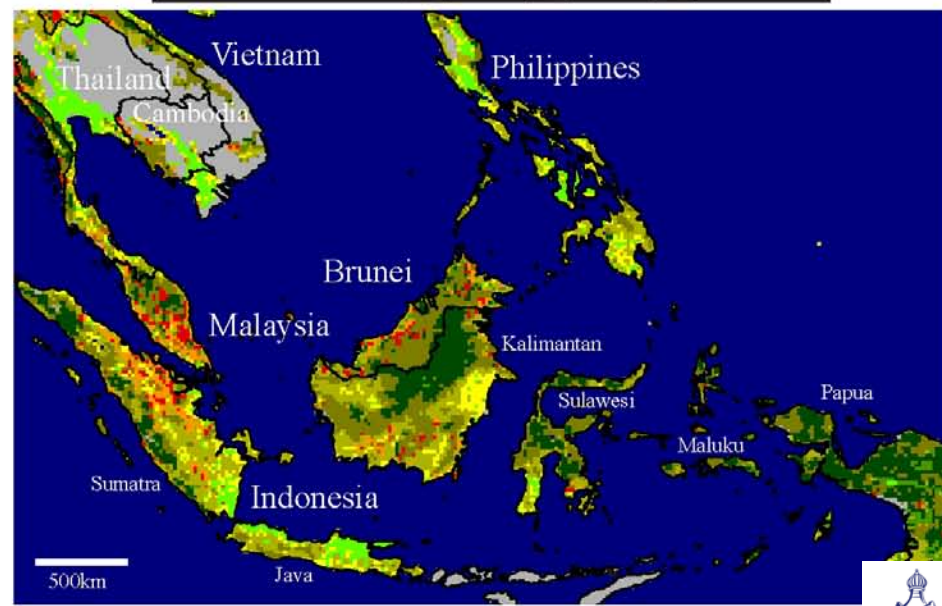 Vietnam
Thailand
Cambodia
Philippines
Brunei
Malaysia
Kalimantan
Sulawesi
Papua
Maluku
Sumatra
Indonesia
Java
500km